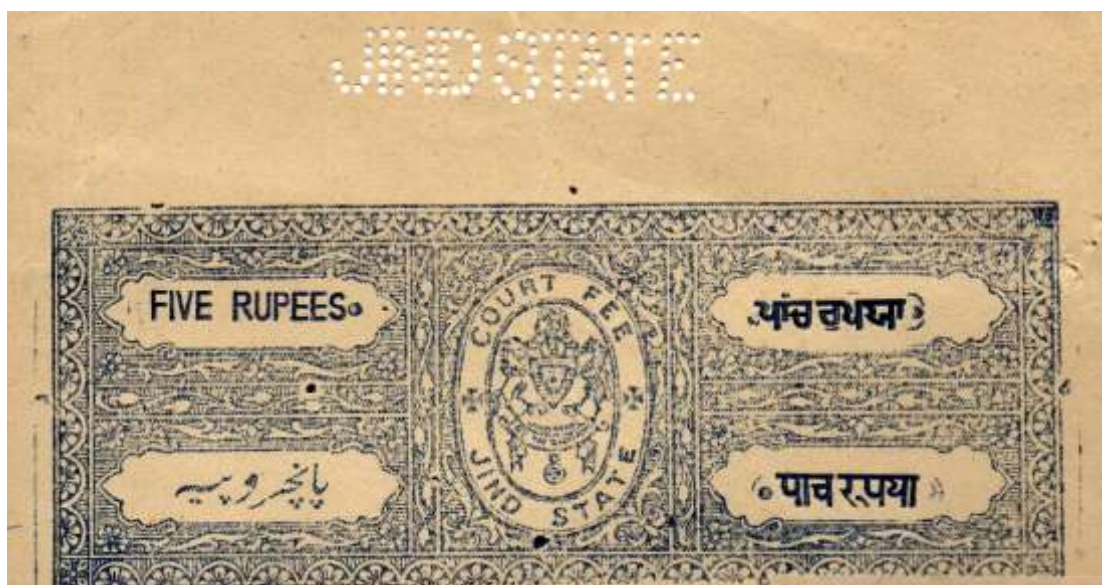 JIND STATE
FIVE RUPEES
ਪਾਂਚ ਰੁਪਯਾ
COURT FEE
JIND STATE
پانچ روپیہ
पाच रुपया